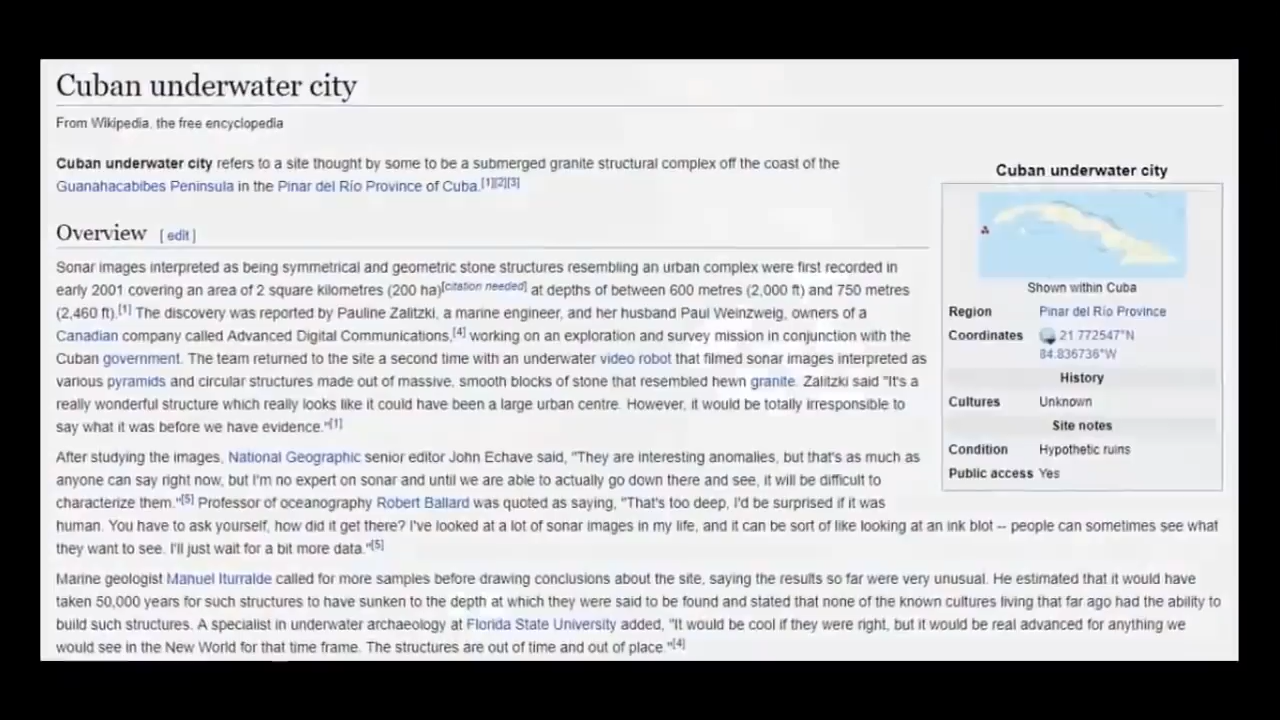 Cuban underwater city
From Wikipedia, the free encyclopedia
Cuban underwater city refers to a site thought by some to be a submerged granite structural complex off the coast of the
Guanahacabibes Peninsula in the Pinar del Río Province of Cuba.[1][2][3]
Overview [ edit ]
Sonar images interpreted as being symmetrical and geometric stone structures resembling an urban complex were first recorded in
early 2001 covering an area of 2 square kilometres (200 ha)[citation needed] at depths of between 600 metres (2,000 ft) and 750 metres
(2,460 ft).[1] The discovery was reported by Pauline Zalitzki, a marine engineer, and her husband Paul Weinzweig, owners of a
Canadian company called Advanced Digital Communications,[4] working on an exploration and survey mission in conjunction with the
Cuban government. The team returned to the site a second time with an underwater video robot that filmed sonar images interpreted as
various pyramids and circular structures made out of massive, smooth blocks of stone that resembled hewn granite. Zalitzki said "It's a
really wonderful structure which really looks like it could have been a large urban centre. However, it would be totally irresponsible to
say what it was before we have evidence."[1]
After studying the images, National Geographic senior editor John Echave said, "They are interesting anomalies, but that's as much as
anyone can say right now, but I'm no expert on sonar and until we are able to actually go down there and see, it will be difficult to
characterize them."[5] Professor of oceanography Robert Ballard was quoted as saying, "That's too deep, I'd be surprised if it was
human. You have to ask yourself, how did it get there? I've looked at a lot of sonar images in my life, and it can be sort of like looking at an ink blot -- people can sometimes see what
they want to see. I'll just wait for a bit more data."[5]
Marine geologist Manuel Iturralde called for more samples before drawing conclusions about the site, saying the results so far were very unusual. He estimated that it would have
taken 50,000 years for such structures to have sunken to the depth at which they were said to be found and stated that none of the known cultures living that far ago had the ability to
build such structures. A specialist in underwater archaeology at Florida State University added, "It would be cool if they were right, but it would be real advanced for anything we
would see in the New World for that time frame. The structures are out of time and out of place."[4]
Cuban underwater city
Shown within Cuba
Region Pinar del Río Province
Coordinates 21.772547°N
84.836736°W
History
Cultures Unknown
Site notes
Condition Hypothetic ruins
Public access Yes